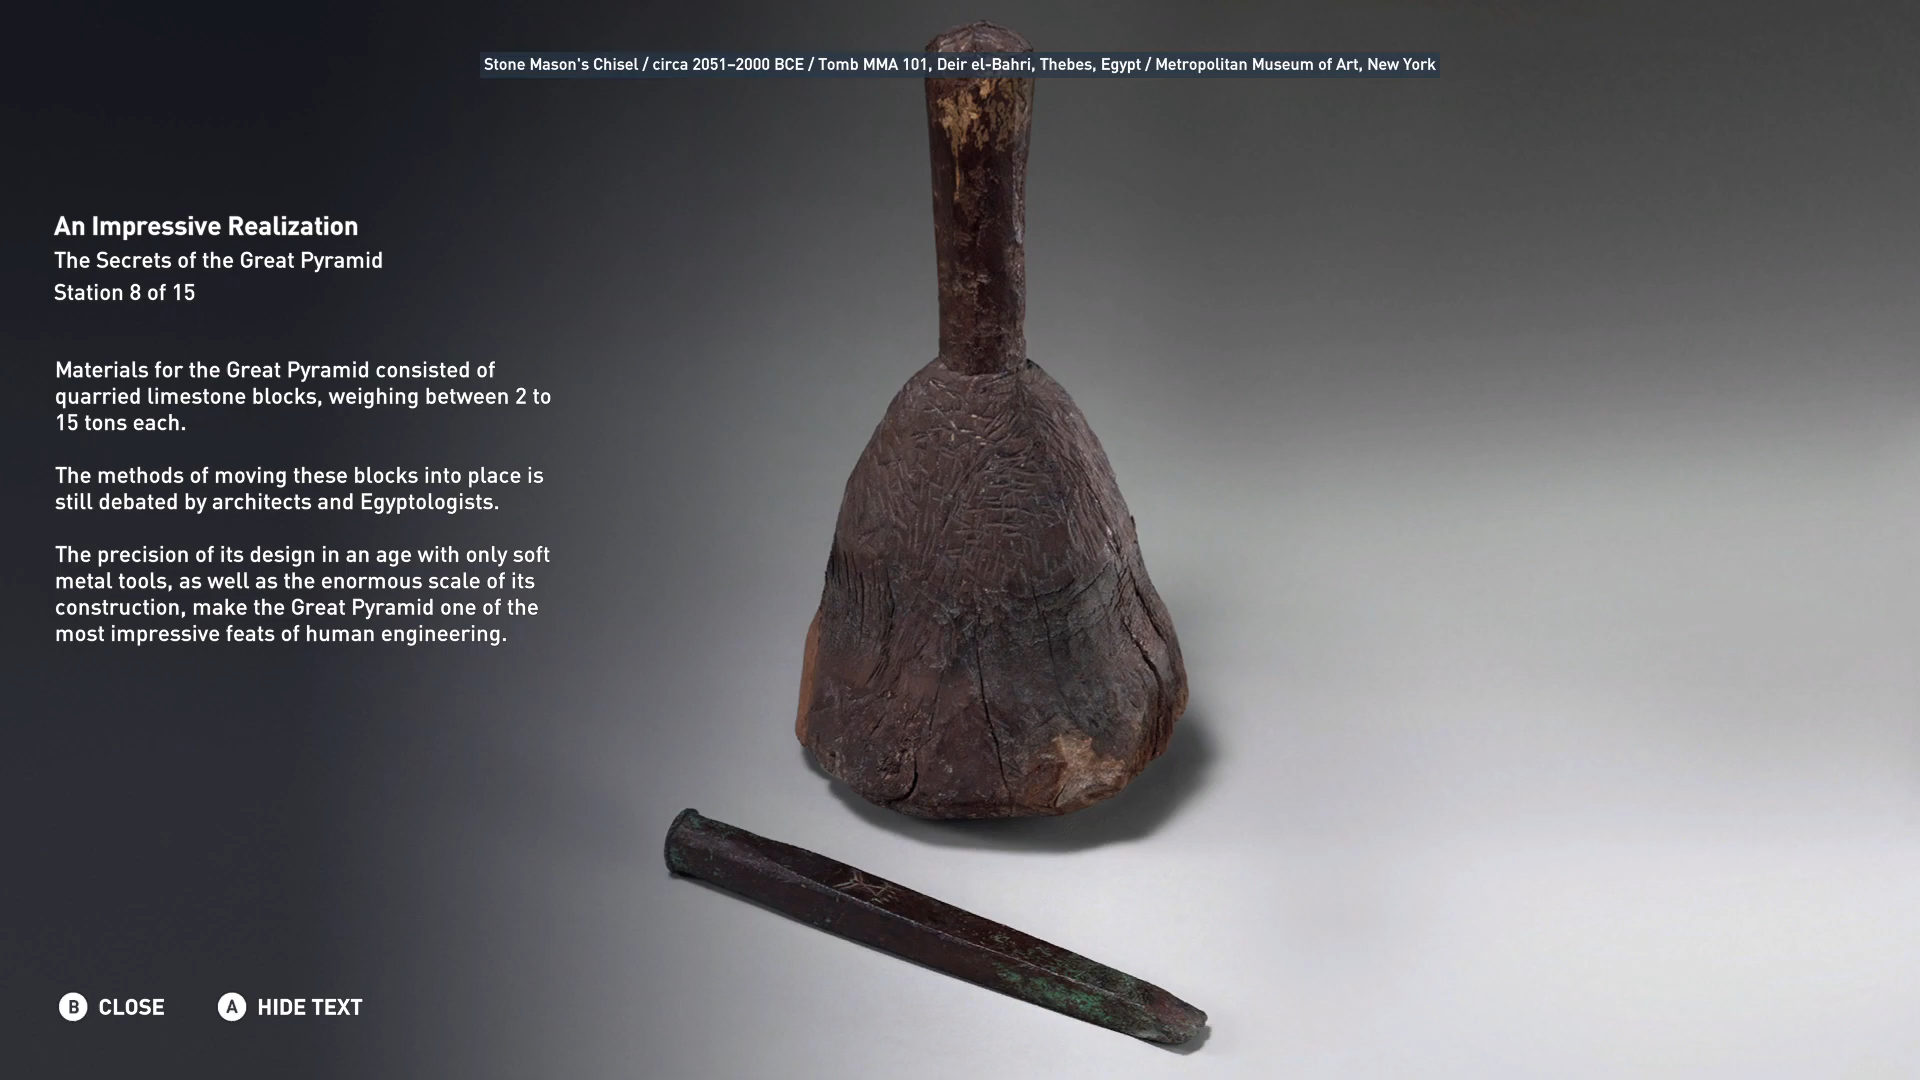 Stone Mason's Chisel / circa 2051–2000 BCE / Tomb MMA 101, Deir el-Bahri, Thebes, Egypt / Metropolitan Museum of Art, New York
An Impressive Realization
The Secrets of the Great Pyramid
Station 8 of 15
Materials for the Great Pyramid consisted of
quarried limestone blocks, weighing between 2 to
15 tons each.
The methods of moving these blocks into place is
still debated by architects and Egyptologists.
The precision of its design in an age with only soft
metal tools, as well as the enormous scale of its
construction, make the Great Pyramid one of the
most impressive feats of human engineering.
B CLOSE A HIDE TEXT